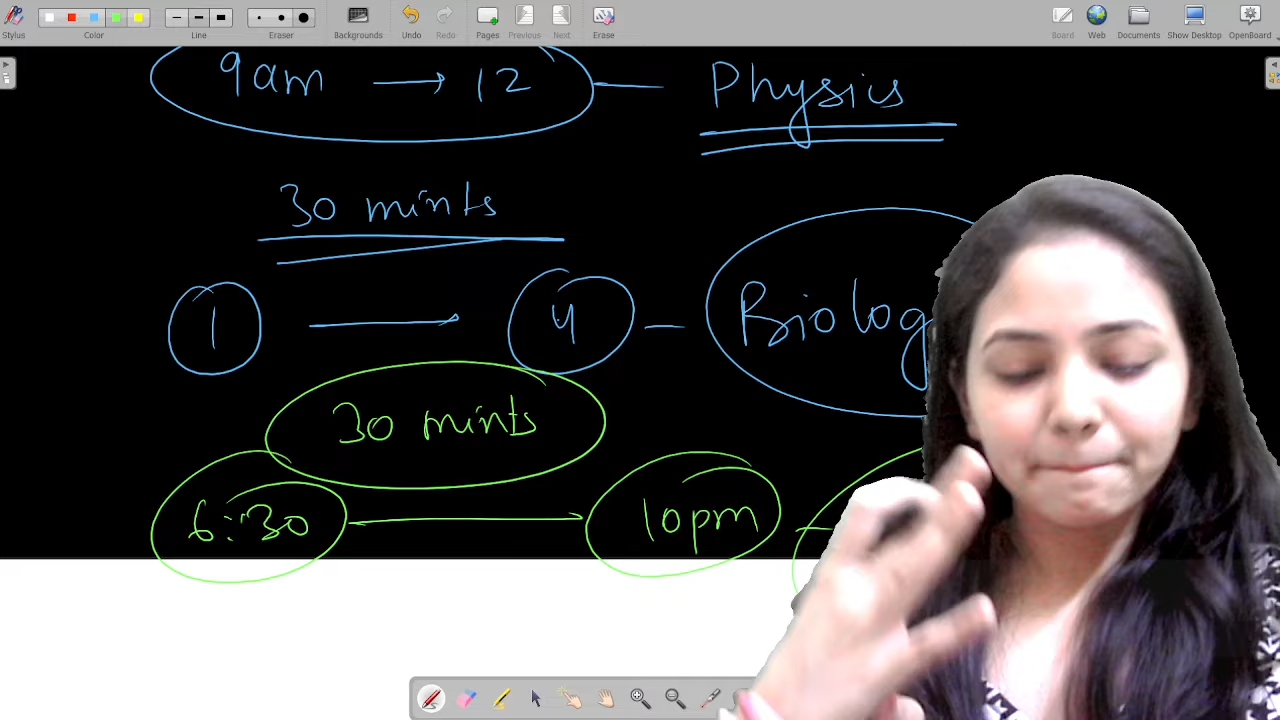 Stylus Color Line Eraser Backgrounds Undo Redo Pages Previous Next Erase Board Web Documents Show Desktop OpenBoard
9am → 12 — Physics
30 mints
1 — 4 – Biolog
30 mints
6:30 → 10pm –